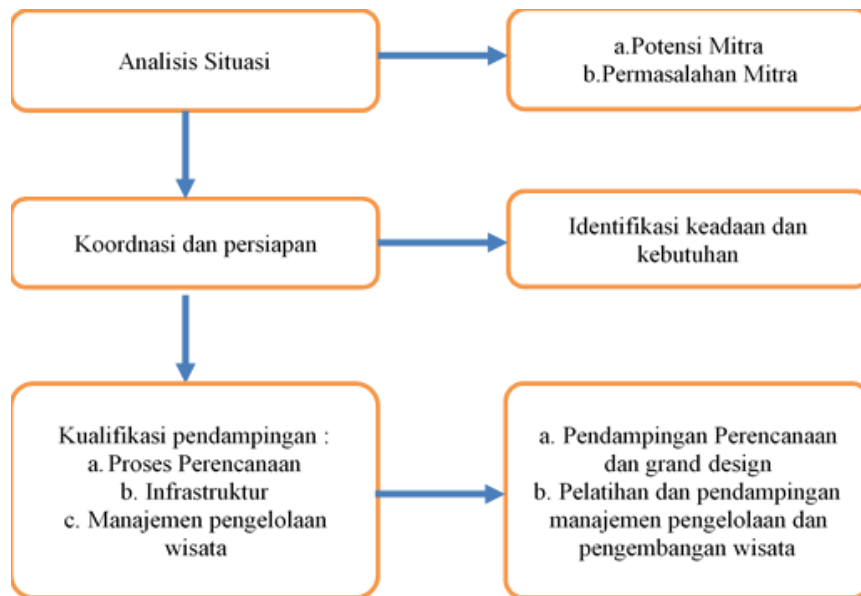 Analisis Situasi
a.Potensi Mitra
b.Permasalahan Mitra
Koordnasi dan persiapan
Identifikasi keadaan dan
kebutuhan
Kualifikasi pendampingan :
a. Proses Perencanaan
b. Infrastruktur
c. Manajemen pengelolaan
wisata
a. Pendampingan Perencanaan
dan grand design
b. Pelatihan dan pendampingan
manajemen pengelolaan dan
pengembangan wisata